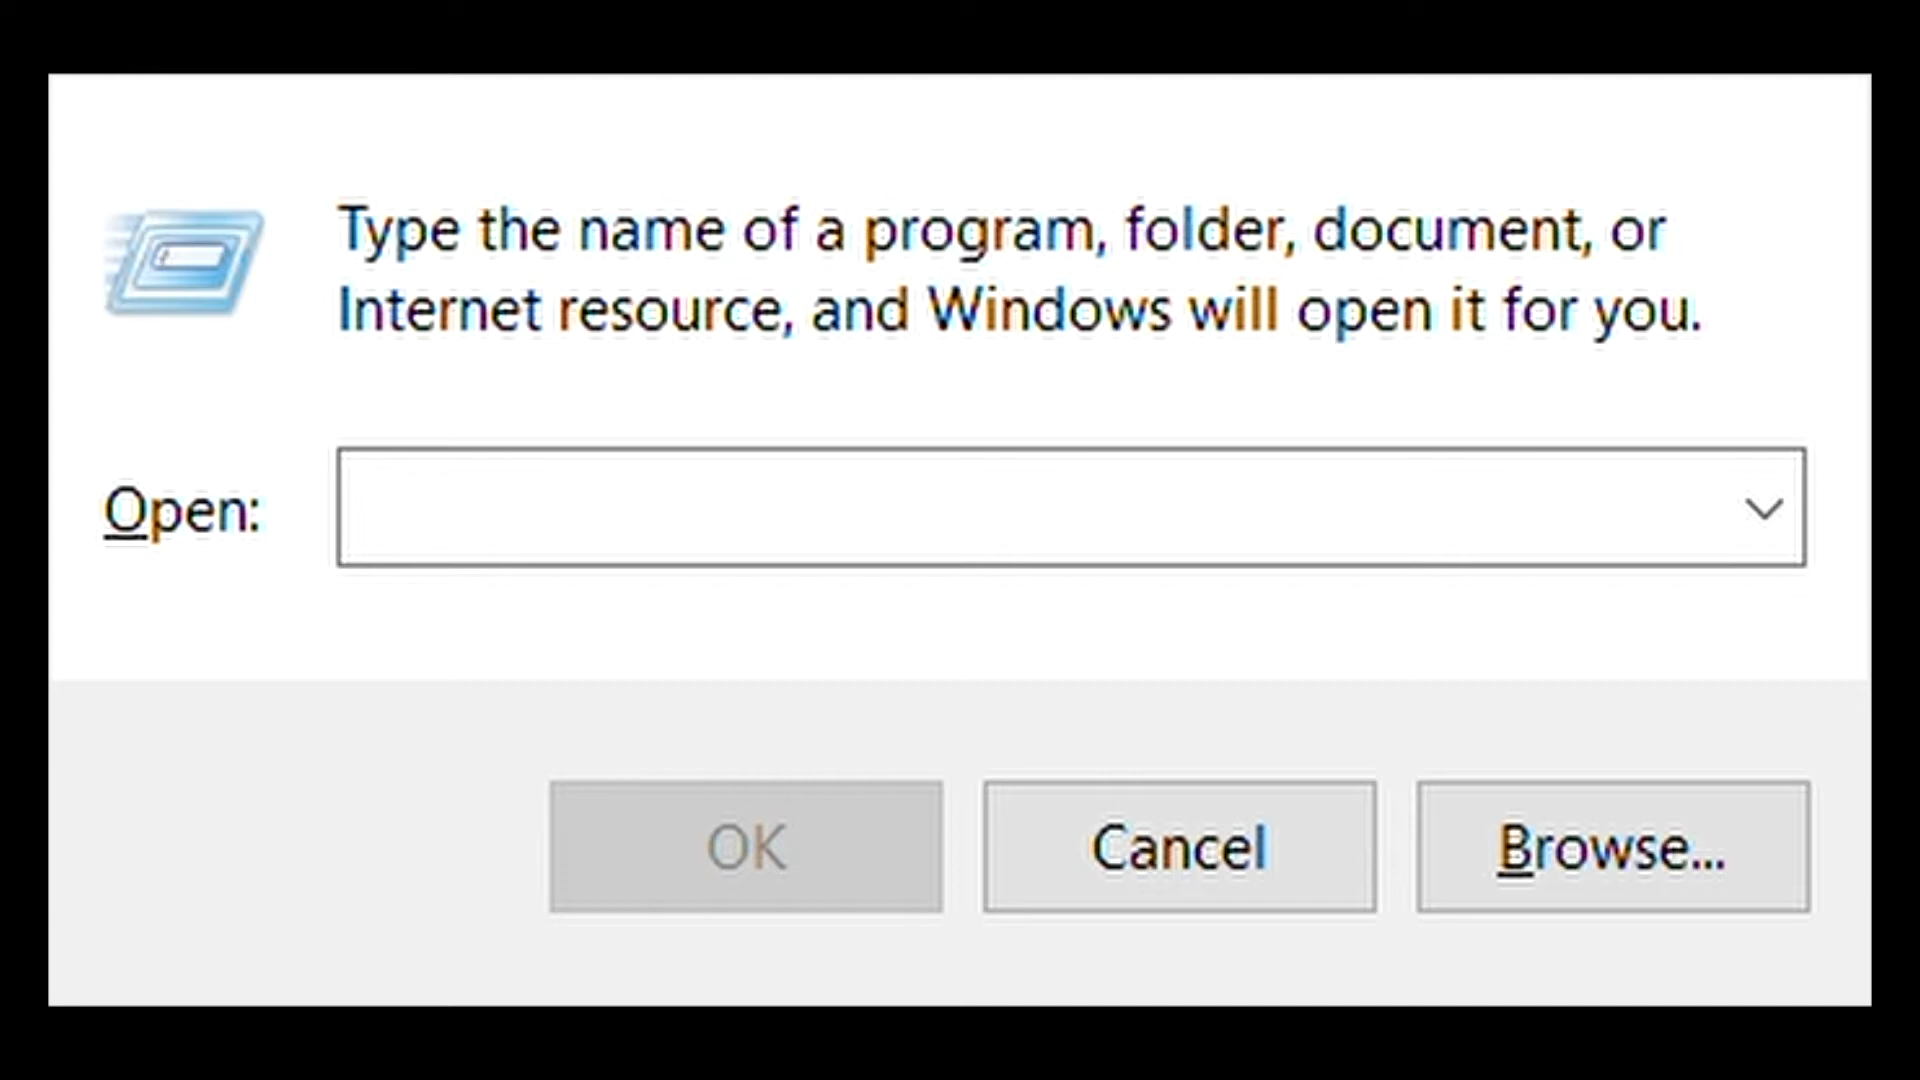 Type the name of a program, folder, document, or
Internet resource, and Windows will open it for you.
Open:
OK
Cancel
Browse...